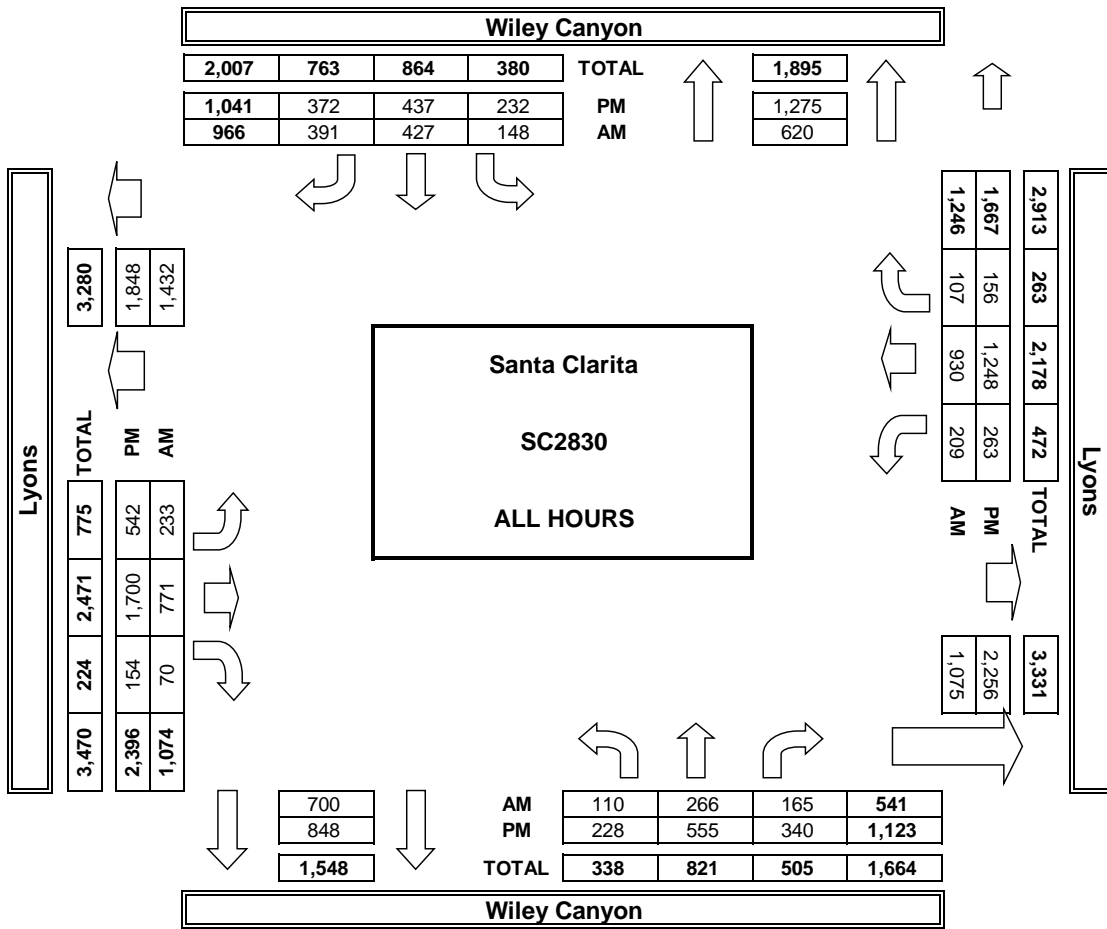 Wiley Canyon
2,007 763 864 380 TOTAL 1,895
1,041 372 437 232 PM 1,275
966 391 427 148 AM 620
Lyons
3,280
1,848
1,432
TOTAL 775 2,471 224 3,470
PM 542 1,700 154 2,396
AM 233 771 70 1,074
Santa Clarita
SC2830
ALL HOURS
2,913 263 2,178 472 TOTAL 3,331
1,667 156 1,248 263 PM 2,256
1,246 107 930 209 AM 1,075
Lyons
700 AM 110 266 165 541
848 PM 228 555 340 1,123
1,548 TOTAL 338 821 505 1,664
Wiley Canyon